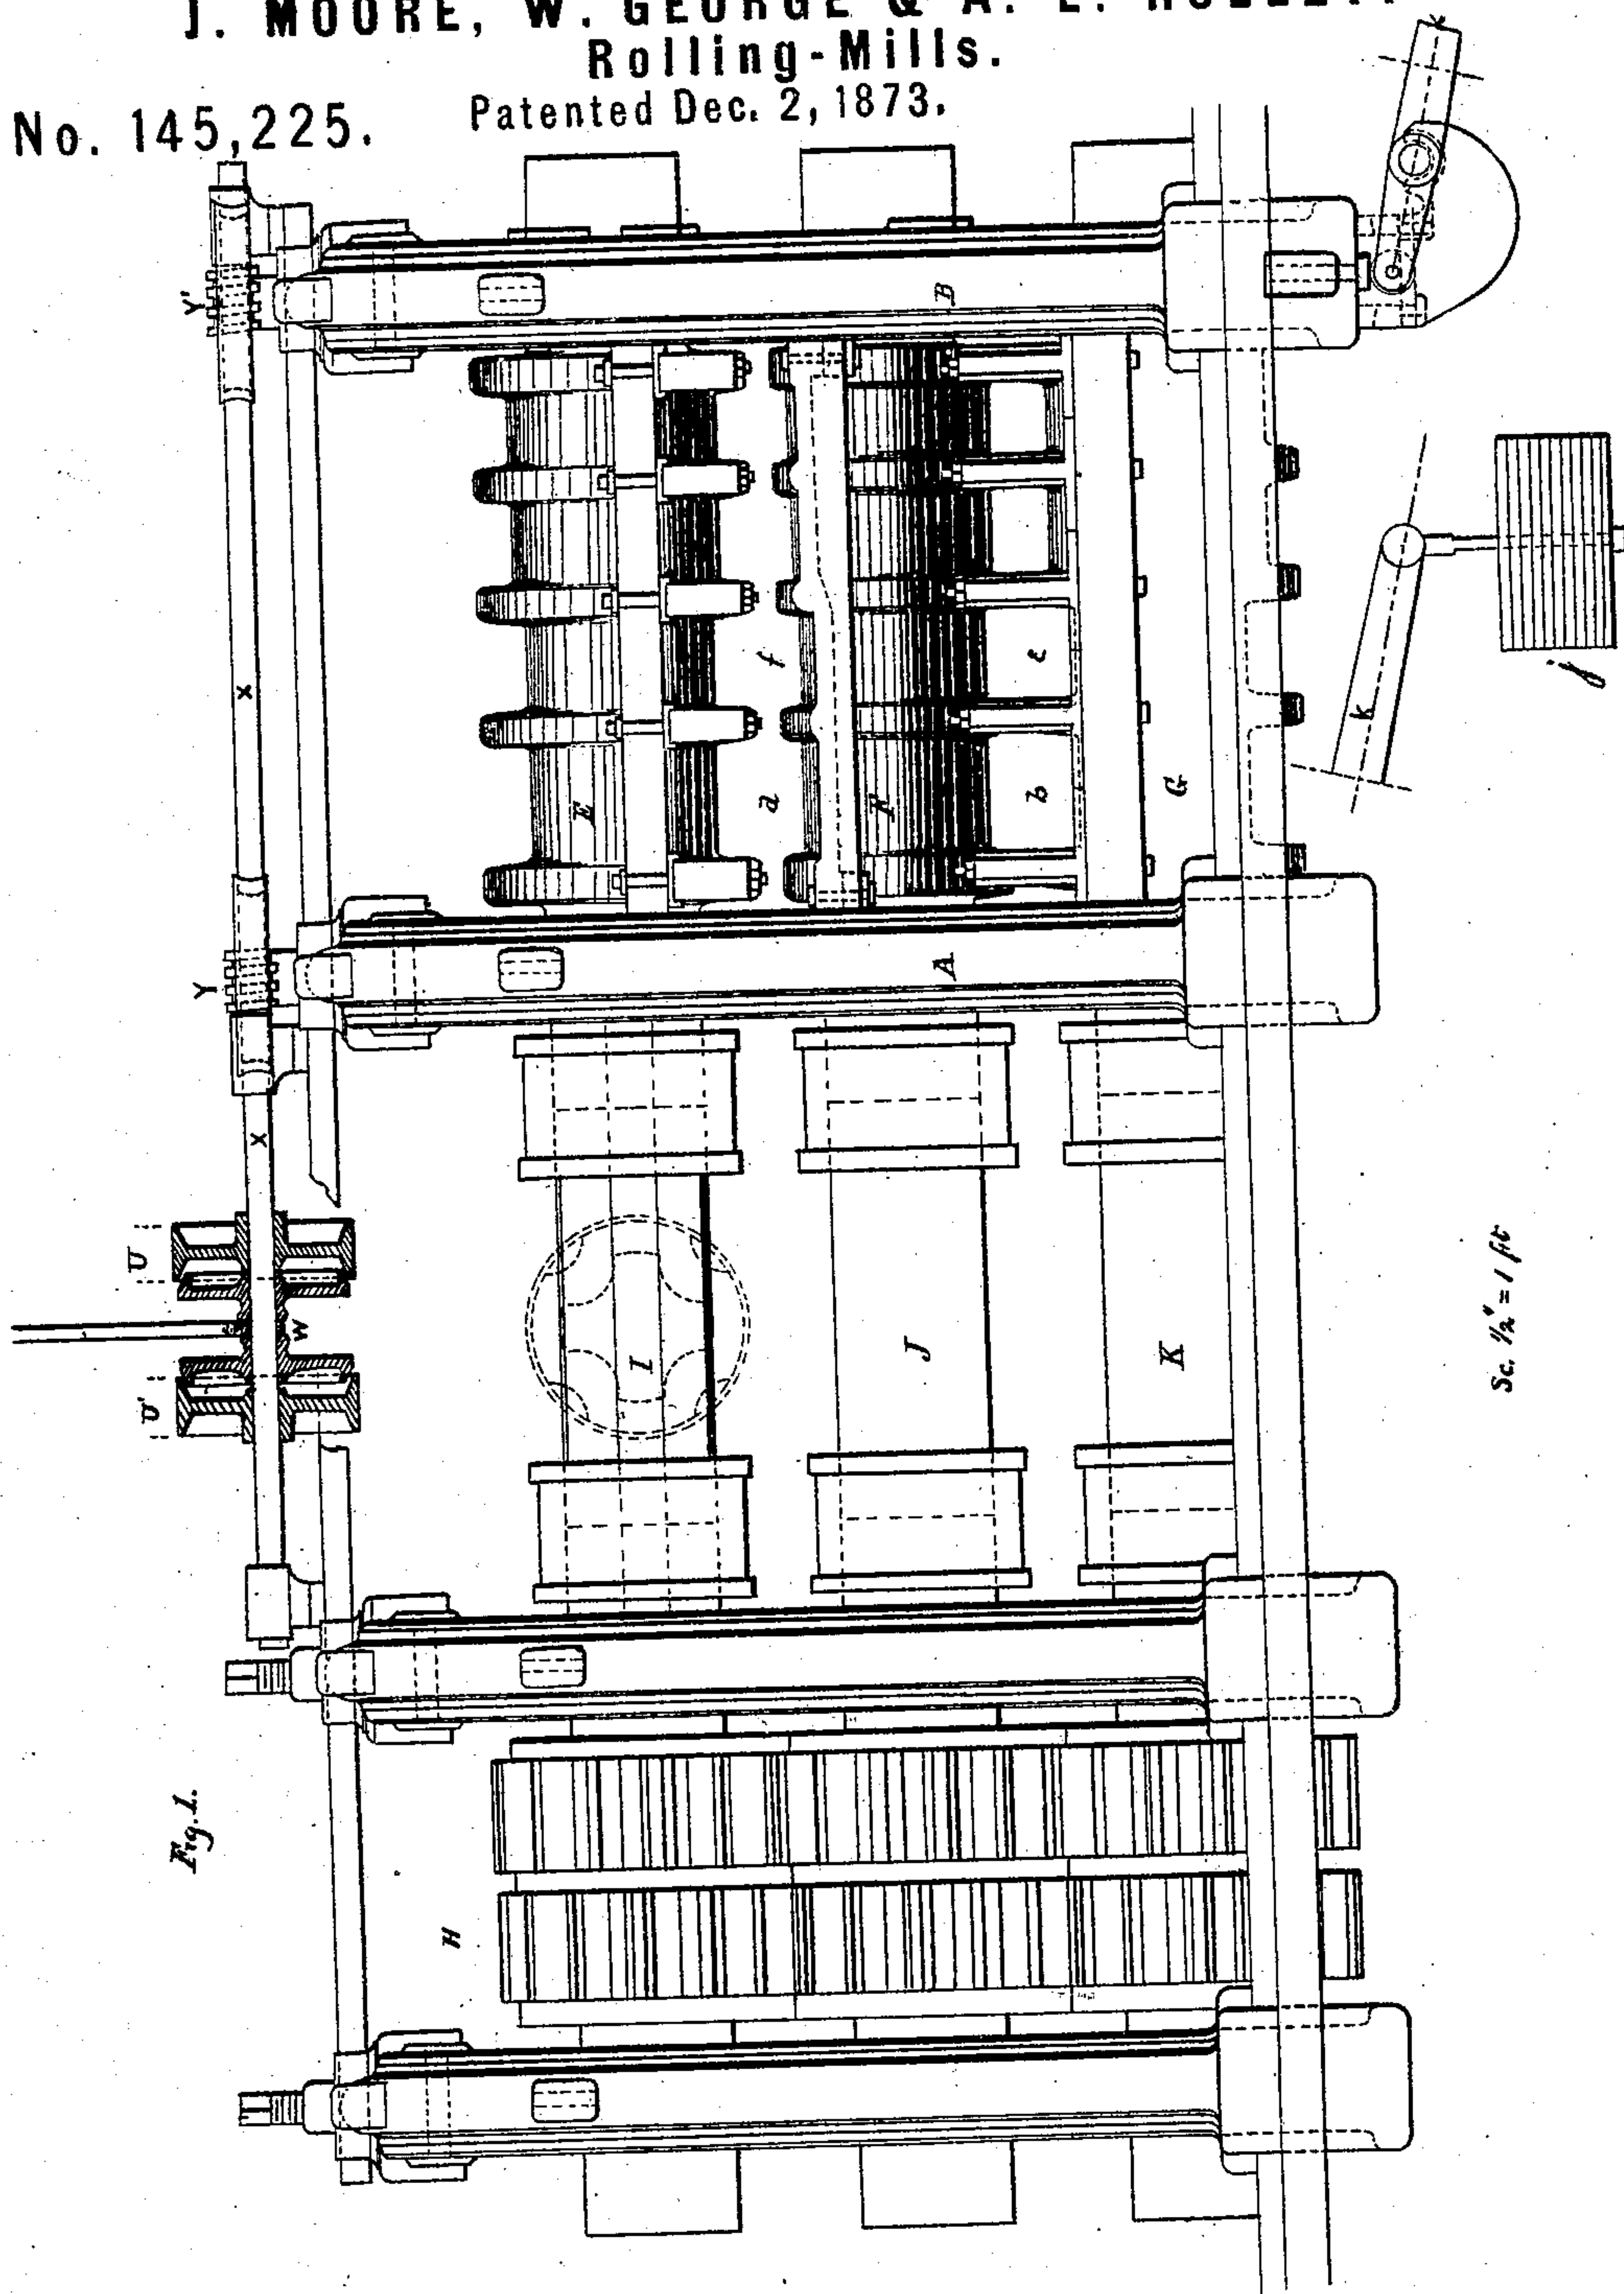 J. MOORE, W. GEORGE & A. L.
Rolling-Mills.
No. 145,225.
Patented Dec. 2, 1873.
Y'
B
X
E
f
e
a
F
b
G
k
j
Y
A
X
U
W
U'
I
J
K
Sc. 1/2" = 1 ft
Fig. 1.
H